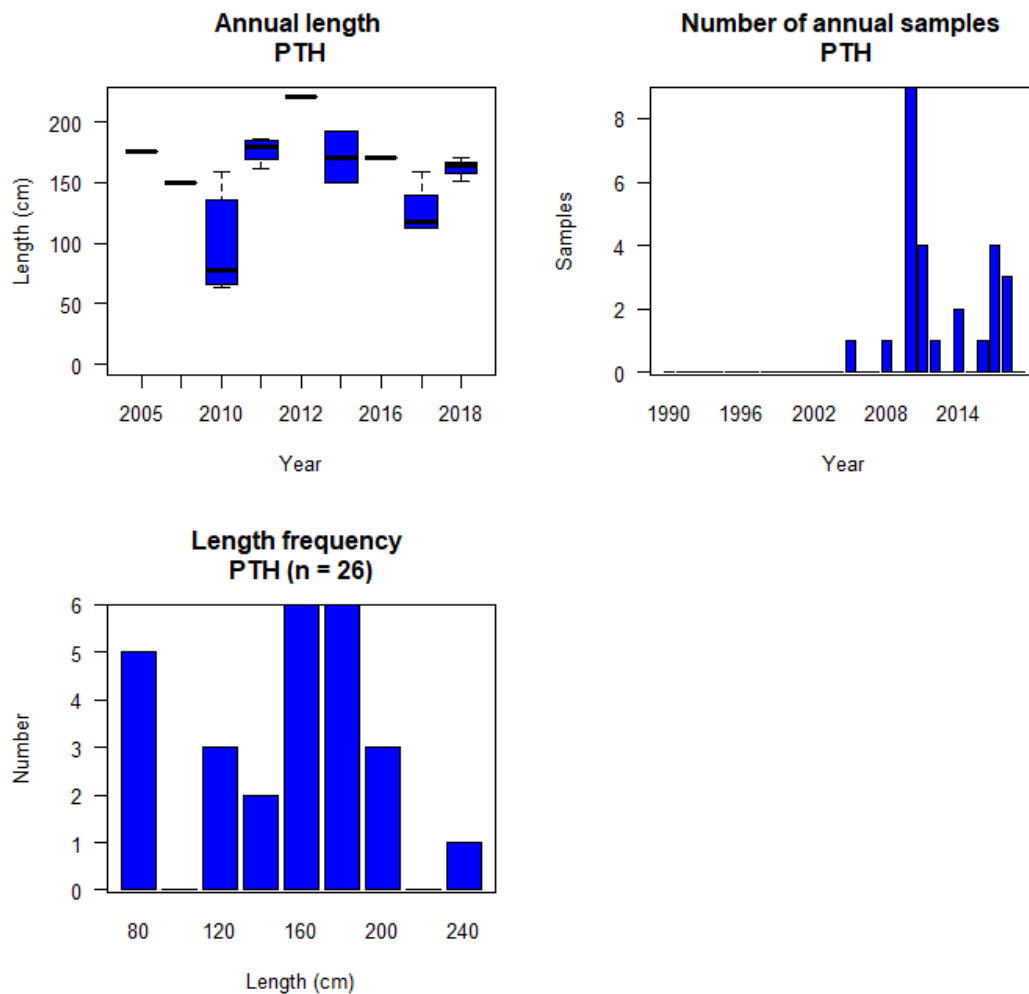 Annual length
PTH
Length (cm)
200
150
100
50
0
2005 2010 2012 2016 2018
Year
Number of annual samples
PTH
Samples
8
6
4
2
0
1990 1996 2002 2008 2014
Year
Length frequency
PTH (n = 26)
Number
6
5
4
3
2
1
0
80 120 160 200 240
Length (cm)